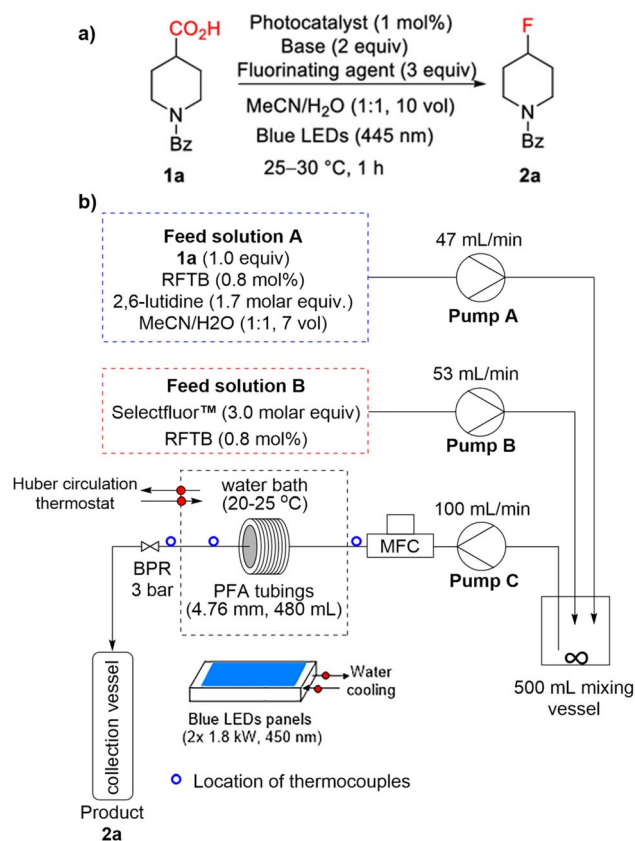 a)
CO₂H
N
Bz
1a
Photocatalyst (1 mol%)
Base (2 equiv)
Fluorinating agent (3 equiv)
MeCN/H₂O (1:1, 10 vol)
Blue LEDs (445 nm)
25–30 °C, 1 h
F
N
Bz
2a
b)
Feed solution A
1a (1.0 equiv)
RFTB (0.8 mol%)
2,6-lutidine (1.7 molar equiv.)
MeCN/H2O (1:1, 7 vol)
47 mL/min
Pump A
Feed solution B
Selectfluor™ (3.0 molar equiv)
RFTB (0.8 mol%)
53 mL/min
Pump B
Huber circulation
thermostat
water bath
(20-25 °C)
PFA tubings
(4.76 mm, 480 mL)
BPR
3 bar
MFC
100 mL/min
Pump C
∞
500 mL mixing
vessel
collection vessel
Product
2a
Water
cooling
Blue LEDs panels
(2x 1.8 kW, 450 nm)
Location of thermocouples